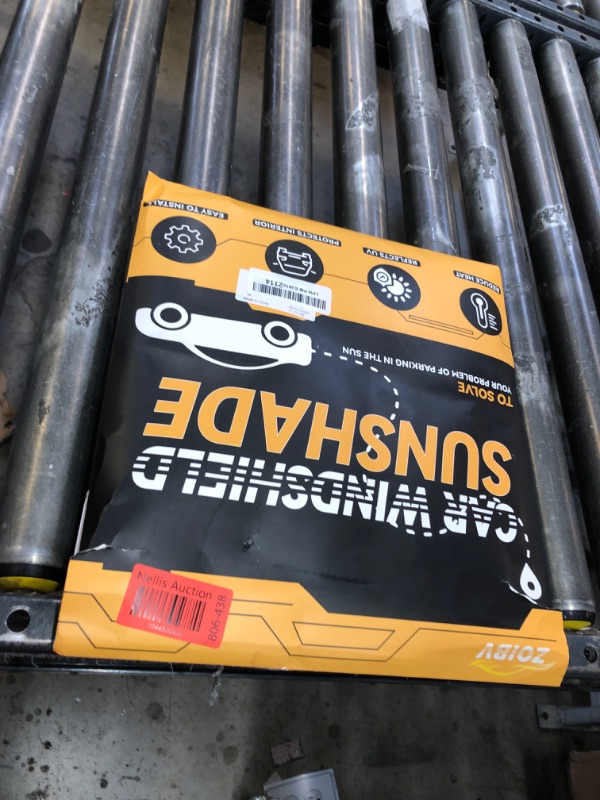 ZOIBV
CAR WINDSHIELD
SUNSHADE
TO SOLVE
YOUR PROBLEM OF PARKING IN THE SUN
REDUCE HEAT
REFLECTS UV
PROTECTS INTERIOR
EASY TO INSTALL
Nellis Auction
806-438